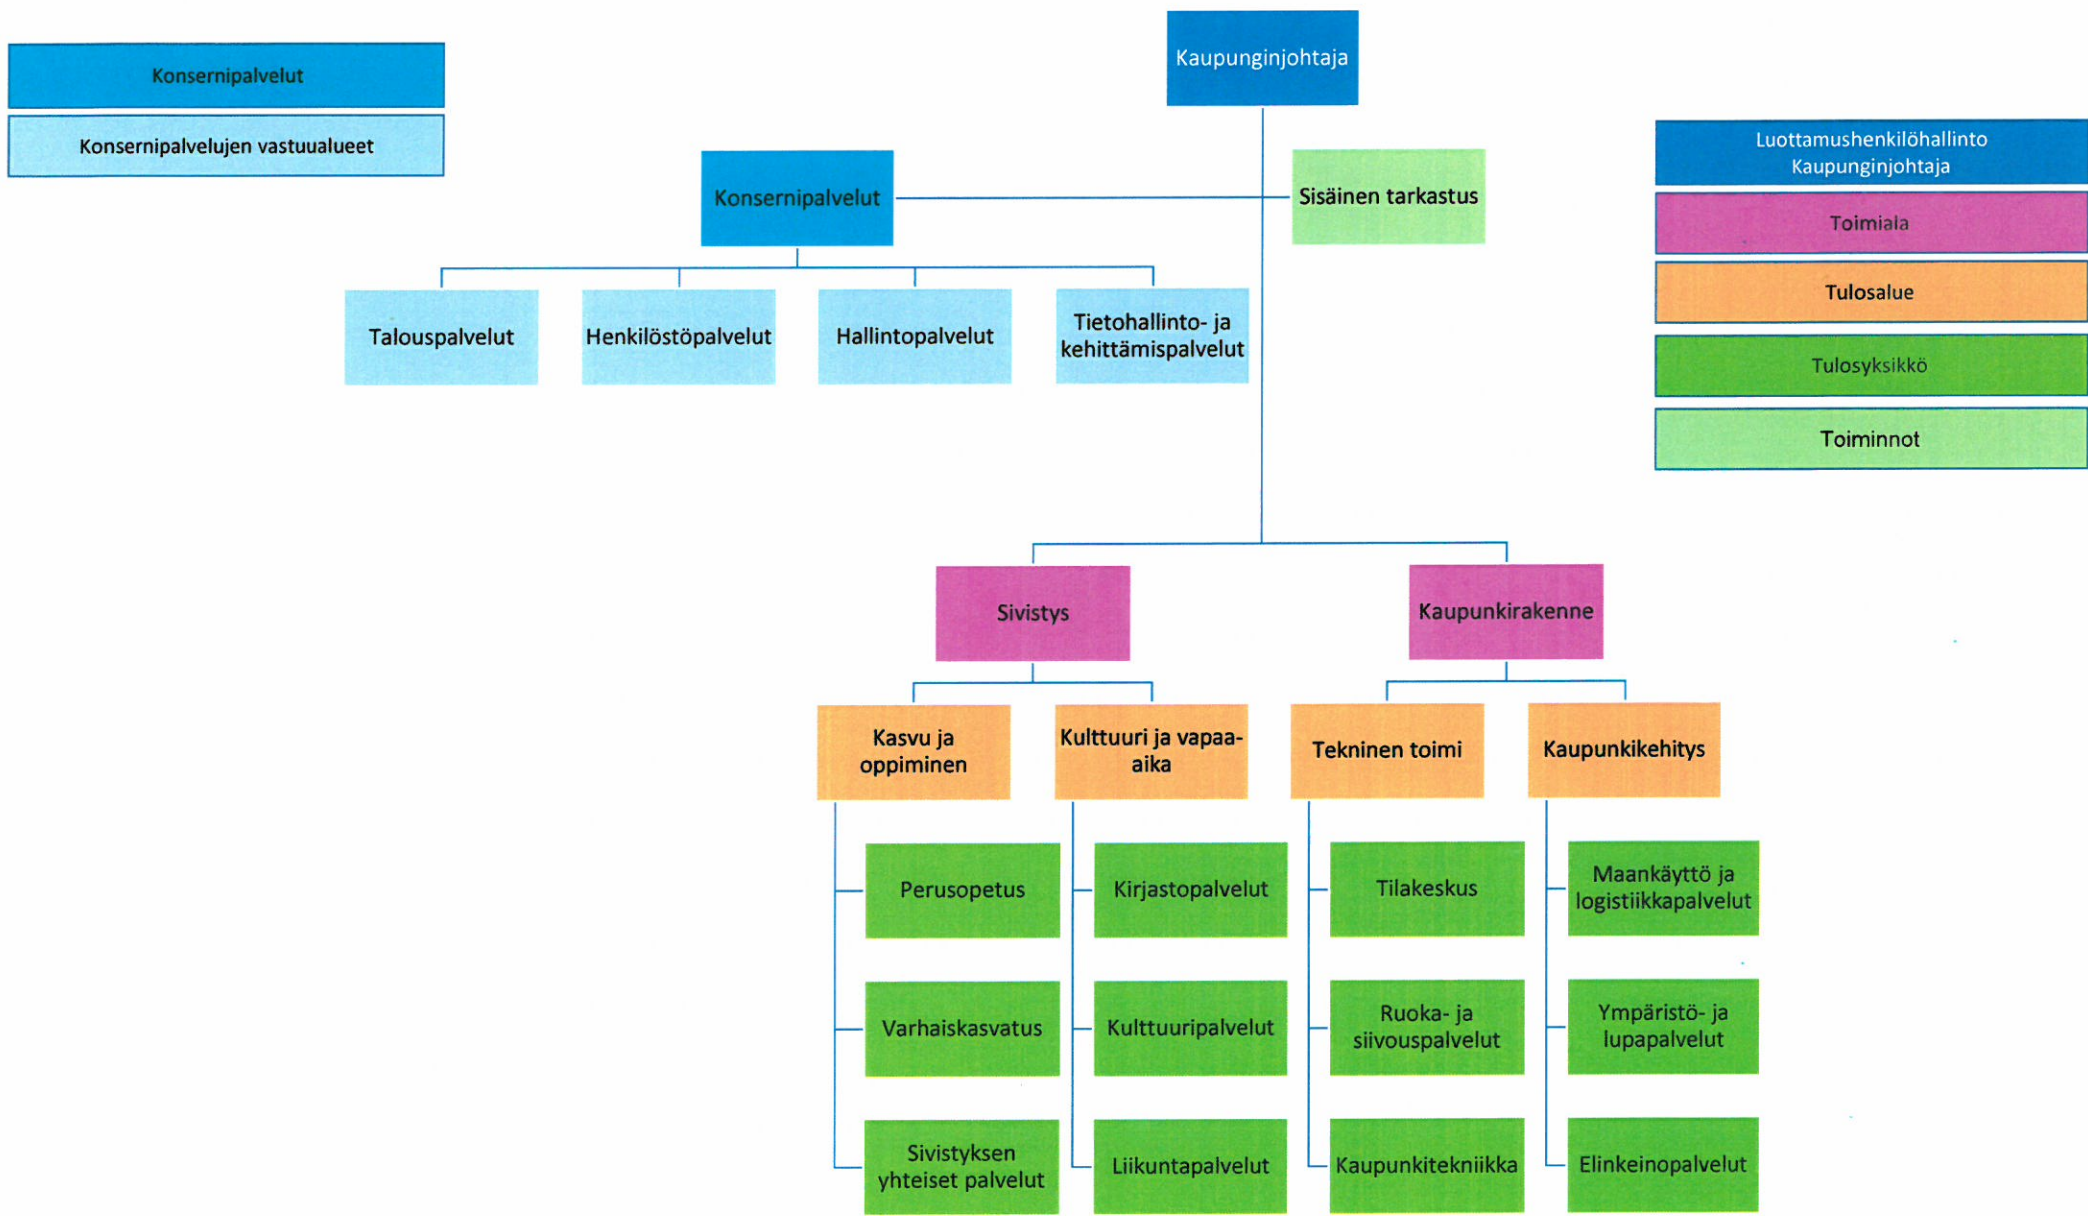 Kaupunginjohtaja
Konsernipalvelut
Konsernipalvelujen vastuualueet
Luottamushenkilöhallinto
Kaupunginjohtaja
Toimiala
Tulosalue
Tulosyksikkö
Toiminnot
Konsernipalvelut
Sisäinen tarkastus
Talouspalvelut
Henkilöstöpalvelut
Hallintopalvelut
Tietohallinto- ja
kehittämispalvelut
Sivistys
Kaupunkirakenne
Kasvu ja
oppiminen
Kulttuuri ja vapaa-
aika
Tekninen toimi
Kaupunkikehitys
Perusopetus
Kirjastopalvelut
Tilakeskus
Maankäyttö ja
logistiikkapalvelut
Varhaiskasvatus
Kulttuuripalvelut
Ruoka- ja
siivouspalvelut
Ympäristö- ja
lupapalvelut
Sivistyksen
yhteiset palvelut
Liikuntapalvelut
Kaupunkitekniikka
Elinkeinopalvelut